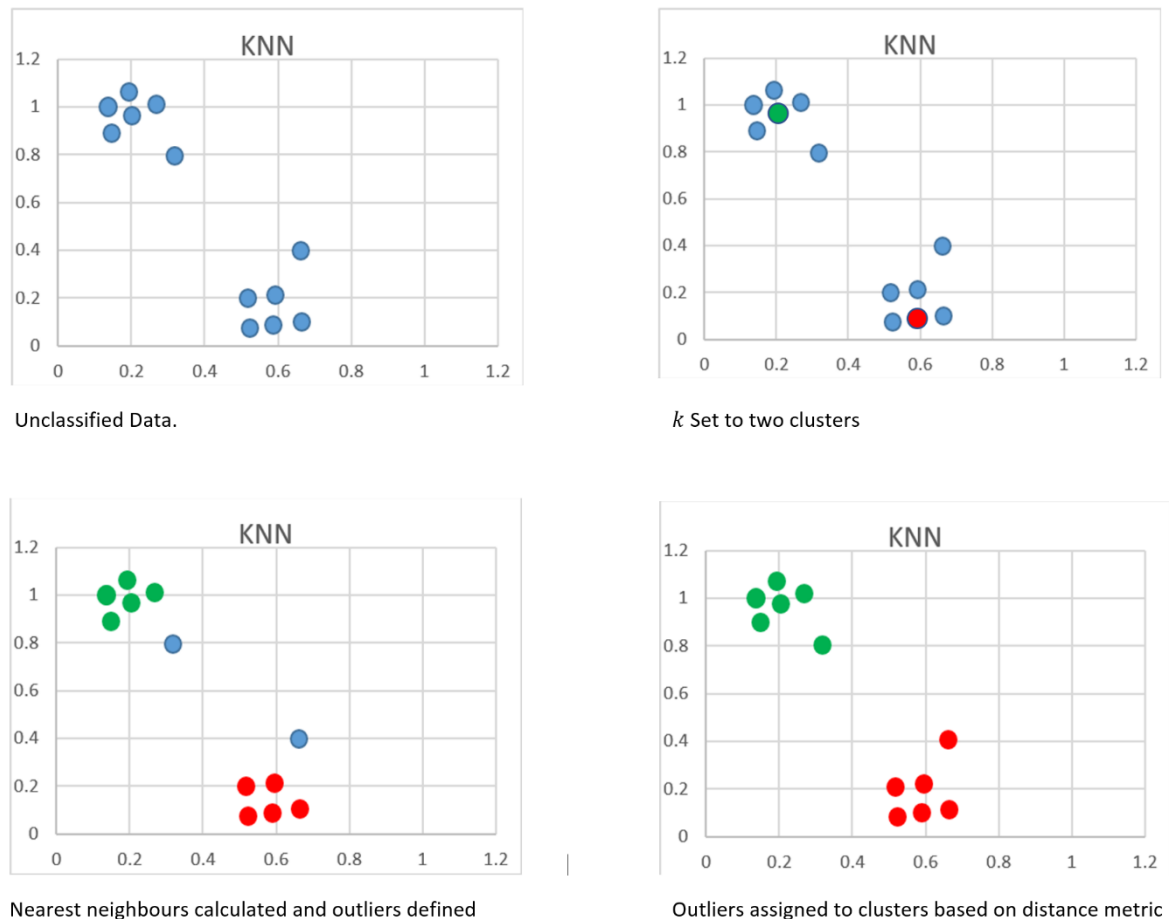 KNN
1.2
1
0.8
0.6
0.4
0.2
0
0 0.2 0.4 0.6 0.8 1 1.2
Unclassified Data.
KNN
1.2
1
0.8
0.6
0.4
0.2
0
0 0.2 0.4 0.6 0.8 1 1.2
k Set to two clusters
KNN
1.2
1
0.8
0.6
0.4
0.2
0
0 0.2 0.4 0.6 0.8 1 1.2
Nearest neighbours calculated and outliers defined
KNN
1.2
1
0.8
0.6
0.4
0.2
0
0 0.2 0.4 0.6 0.8 1 1.2
Outliers assigned to clusters based on distance metric